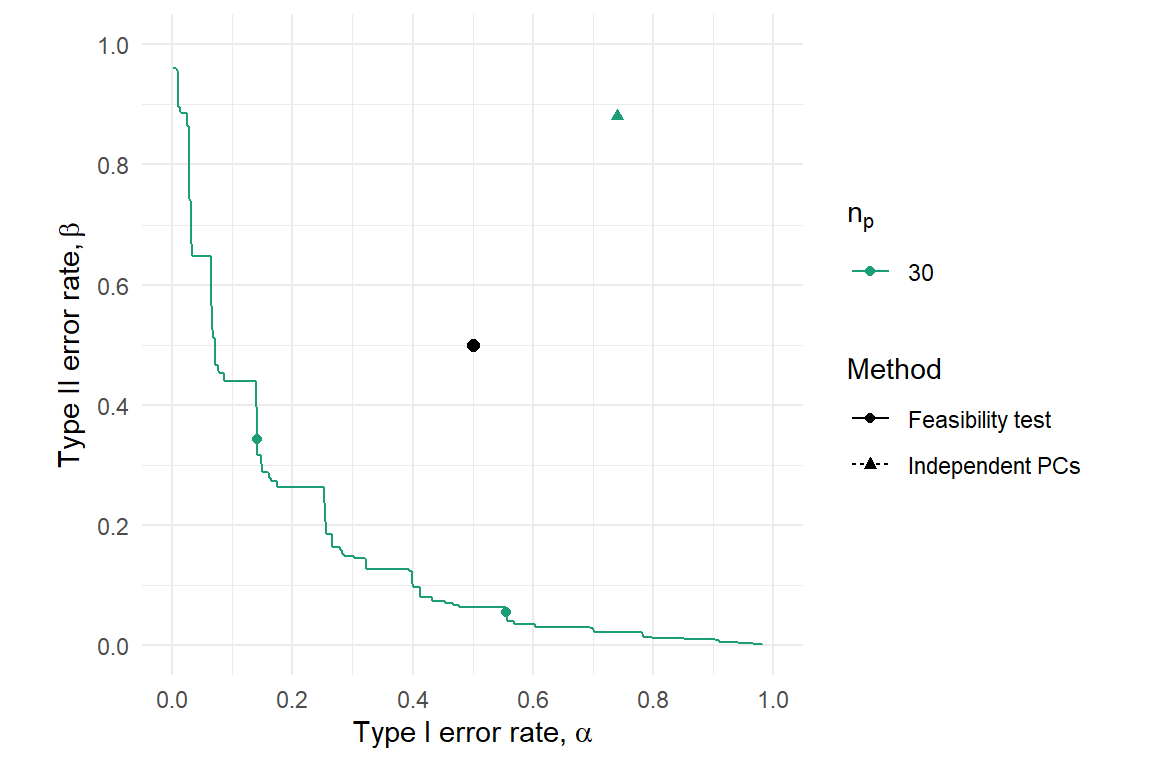 1.0
0.8
0.6
0.4
0.2
0.0
Type II error rate, β
0.0 0.2 0.4 0.6 0.8 1.0
Type I error rate, α
np
30
Method
Feasibility test
Independent PCs